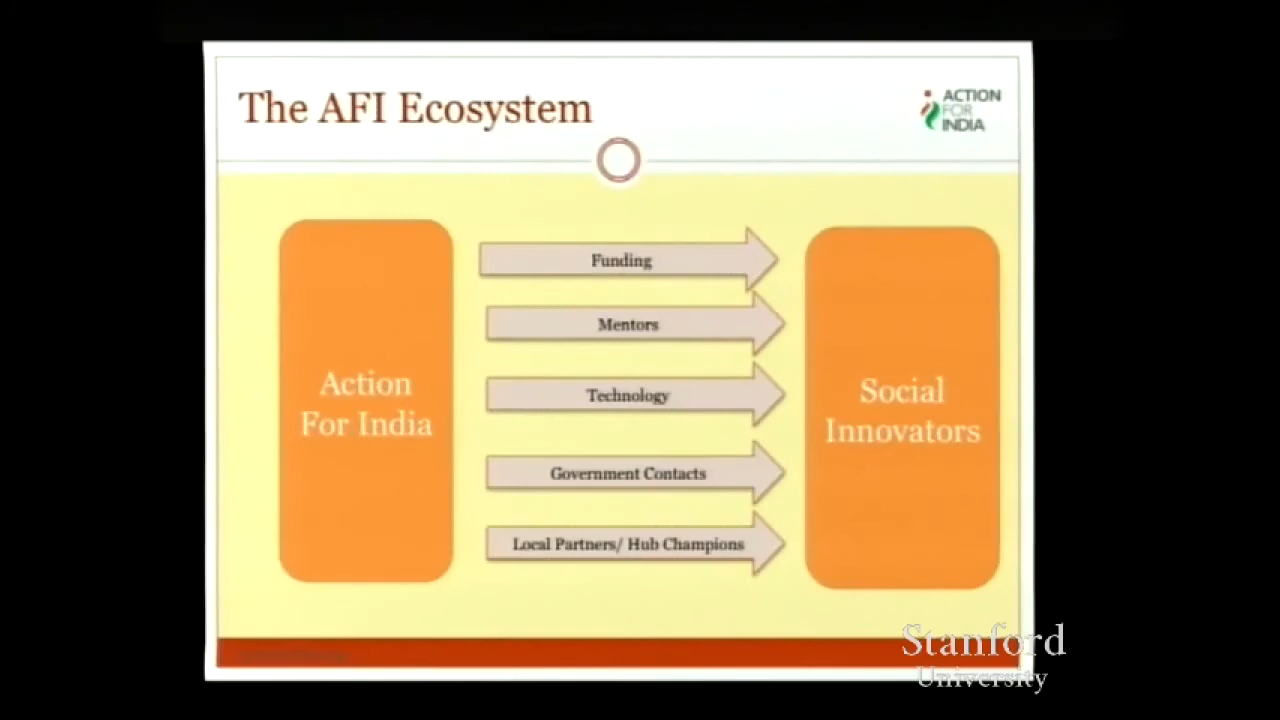 The AFI Ecosystem
ACTION
FOR
INDIA
Action
For India
Funding
Mentors
Technology
Government Contacts
Local Partners/ Hub Champions
Social
Innovators
Stanford
University